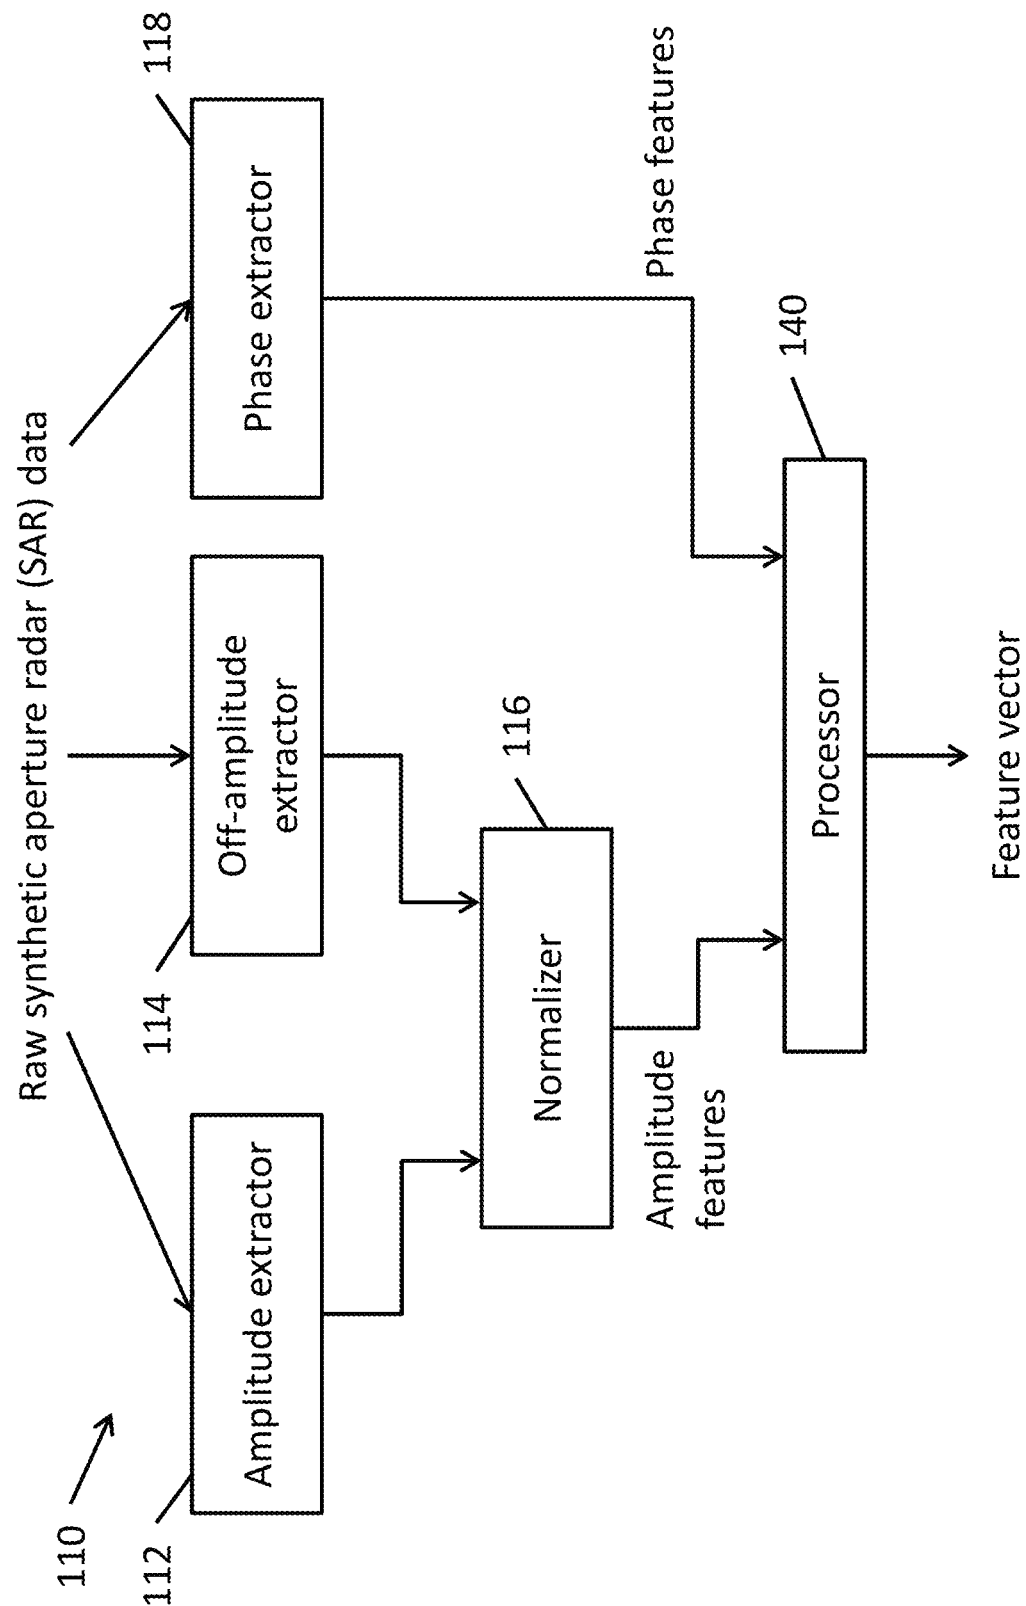 110
Raw synthetic aperture radar (SAR) data
112
114
118
Amplitude extractor
Off-amplitude
extractor
Phase extractor
116
Normalizer
Amplitude
features
Phase features
140
Processor
Feature vector